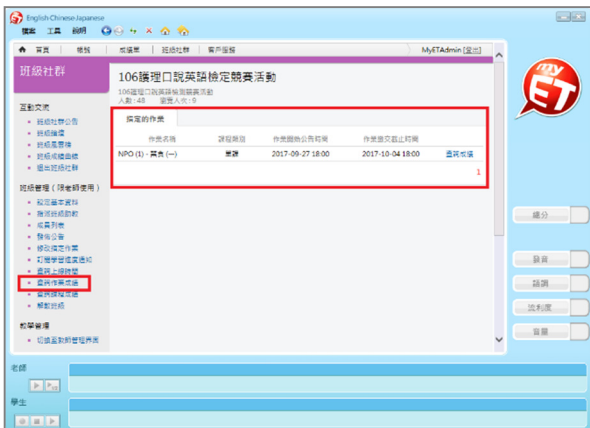 English Chinese Japanese
檔案 工具 說明
首頁 帳號 成績單 班級社群 客戶服務 MyETAdmin [登出]
班級社群
106護理口說英語檢定競賽活動
106護理口說英語檢測競賽活動
人數:48 瀏覽人次:9
互動交流
班級社群公告
班級論壇
班級風雲榜
班級成績曲線
退出班級社群
指定的作業
作業名稱 課程類別 作業開始公告時間 作業繳交截止時間
NPO (1) - 菜鳥 (一) 單課 2017-09-27 18:00 2017-10-04 18:00 查詢成績
1
班級管理 ( 限老師使用 )
設定基本資料
指派班級助教
成員列表
發佈公告
修改指定作業
訂閱學習進度通知
查詢上線時間
查詢作業成績
查詢課程成績
解散班級
教學管理
切換至教師管理界面
my
ET
總分
發音
語調
流利度
音量
老師
學生